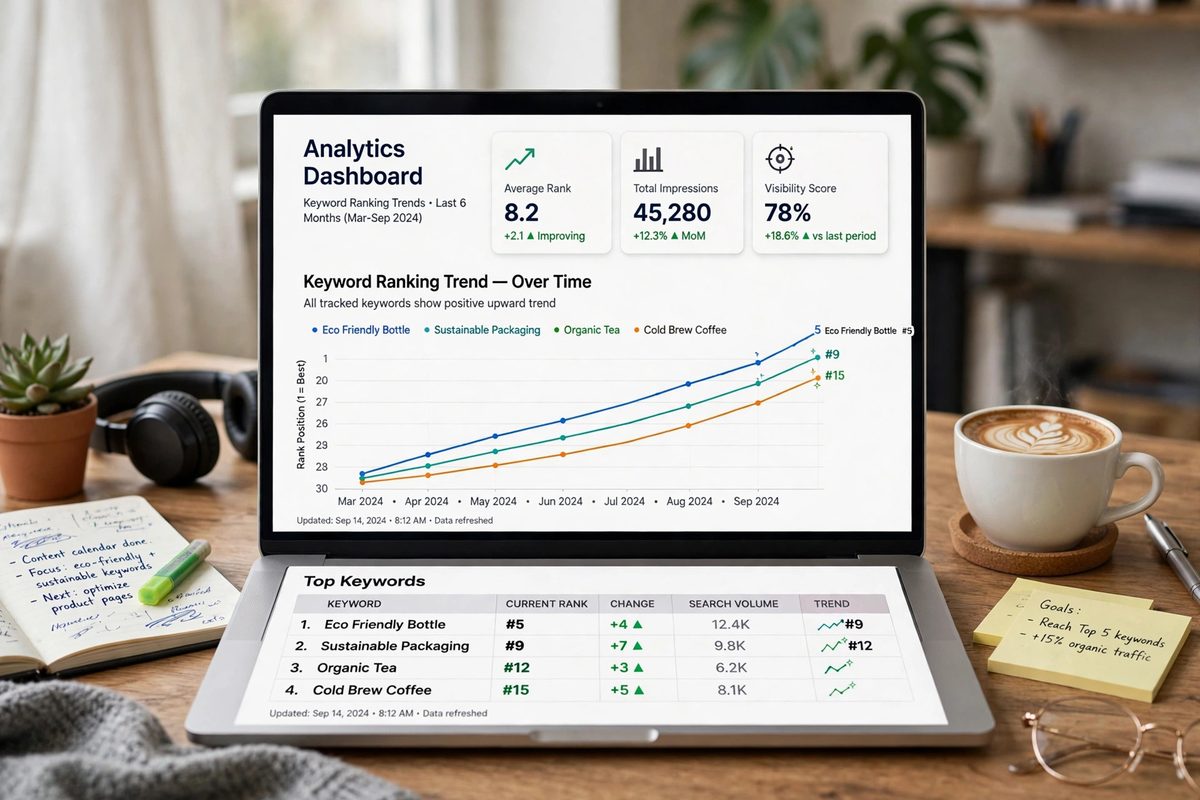 Analytics
Dashboard
Keyword Ranking Trends • Last 6
Months (Mar-Sep 2024)
Average Rank
8.2
+2.1 ▲ Improving
Total Impressions
45,280
+12.3% ▲ MoM
Visibility Score
78%
+18.6% ▲ vs last period
Keyword Ranking Trend — Over Time
All tracked keywords show positive upward trend
• Eco Friendly Bottle • Sustainable Packaging • Organic Tea • Cold Brew Coffee
5 Eco Friendly Bottle #5
#9
#15
Rank Position (1 = Best)
1
20
27
26
29
28
30
Mar 2024 • Apr 2024 • May 2024 • Jun 2024 • Jul 2024 • Aug 2024 • Sep 2024
Updated: Sep 14, 2024 • 8:12 AM • Data refreshed
Top Keywords
KEYWORD CURRENT RANK CHANGE SEARCH VOLUME TREND
1. Eco Friendly Bottle #5 +4 ▲ 12.4K #9
2. Sustainable Packaging #9 +7 ▲ 9.8K #12
3. Organic Tea #12 +3 ▲ 6.2K
4. Cold Brew Coffee #15 +5 ▲ 8.1K
Updated: Sep 14, 2024 • 8:12 AM • Data refreshed
- Content calendar done.
- Focus: eco-friendly +
sustainable keywords
- Next: optimize
product pages
Goals:
- Reach Top 5 keywords
- +15% organic traffic